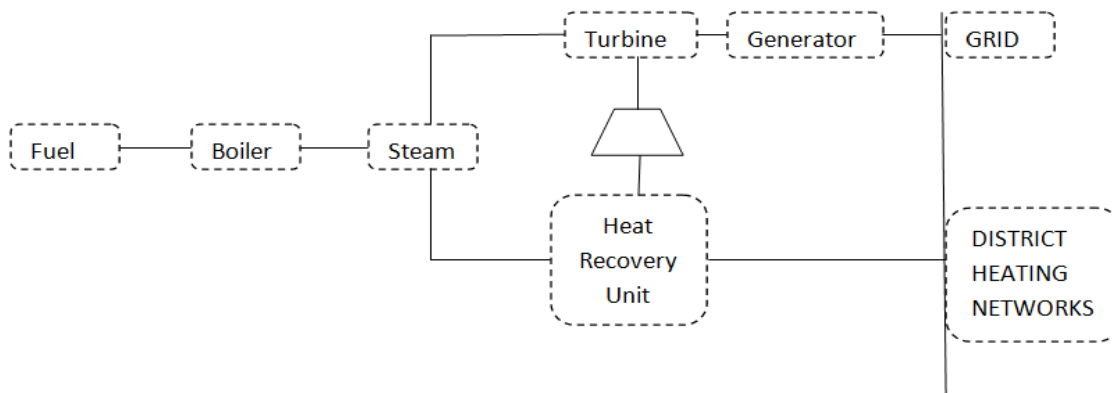 Turbine
Generator
GRID
Fuel
Boiler
Steam
Heat
Recovery
Unit
DISTRICT
HEATING
NETWORKS